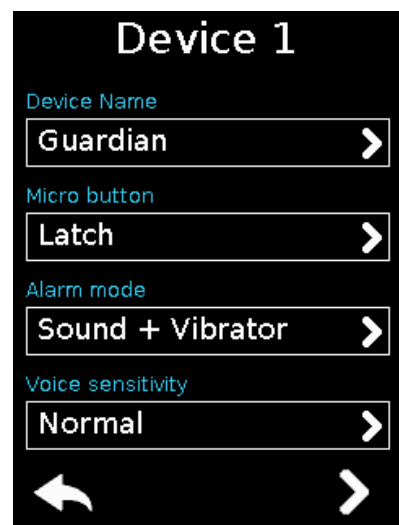 Device 1
Device Name
Guardian
Micro button
Latch
Alarm mode
Sound + Vibrator
Voice sensitivity
Normal